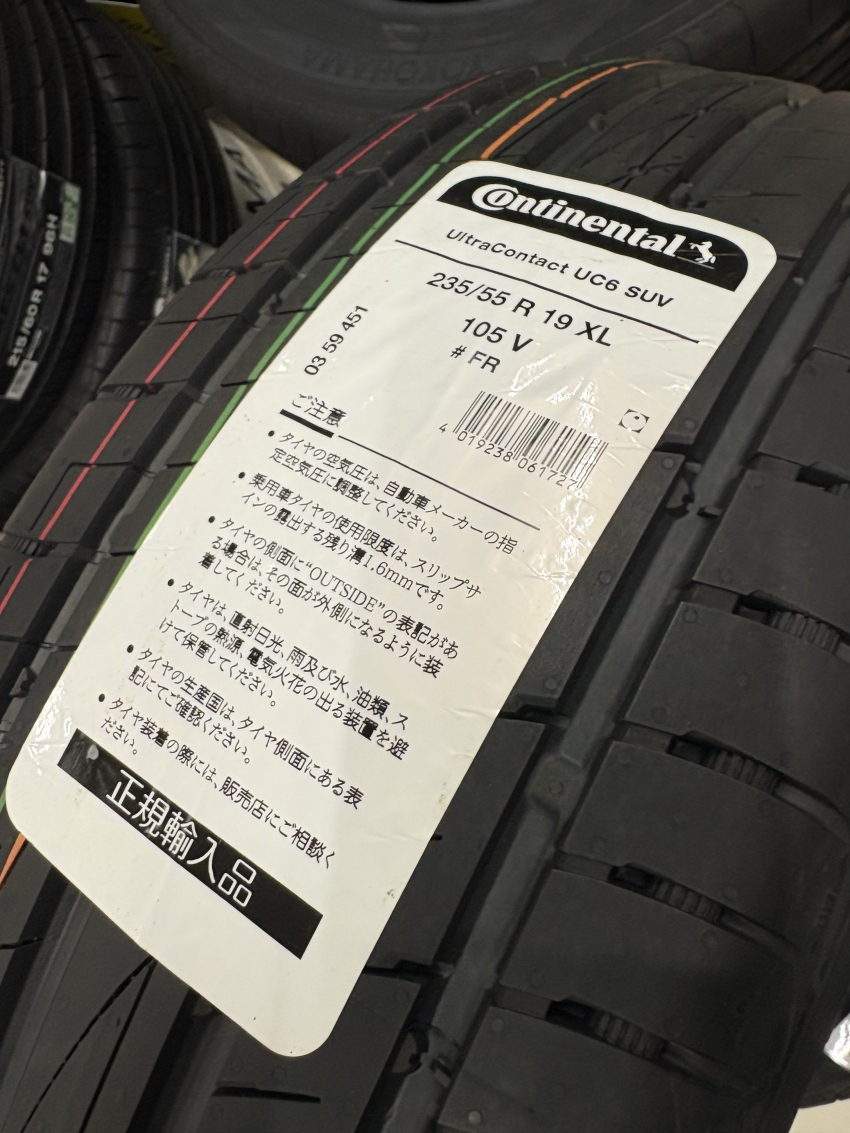 YOKOHAMA
215/60 R 17 96H
Continental
UltraContact UC6 SUV
235/55 R 19 XL
105 V
# FR
03 59 451
4 019238 061727
ご注意
• タイヤの空気圧は、自動車メーカーの指
定空気圧に調整してください。
• 乗用車タイヤの使用限度は、スリップサ
インの露出する残り溝1.6mmです。
• タイヤの側面に“OUTSIDE”の表記があ
る場合は、その面が外側になるように装
着してください。
• タイヤは、直射日光、雨及び水、油類、ス
トーブの熱源、電気火花の出る装置を避
けて保管してください。
• タイヤの生産国は、タイヤ側面にある表
記にてご確認ください。
• タイヤ装着の際には、販売店にご相談く
ださい。
正規輸入品